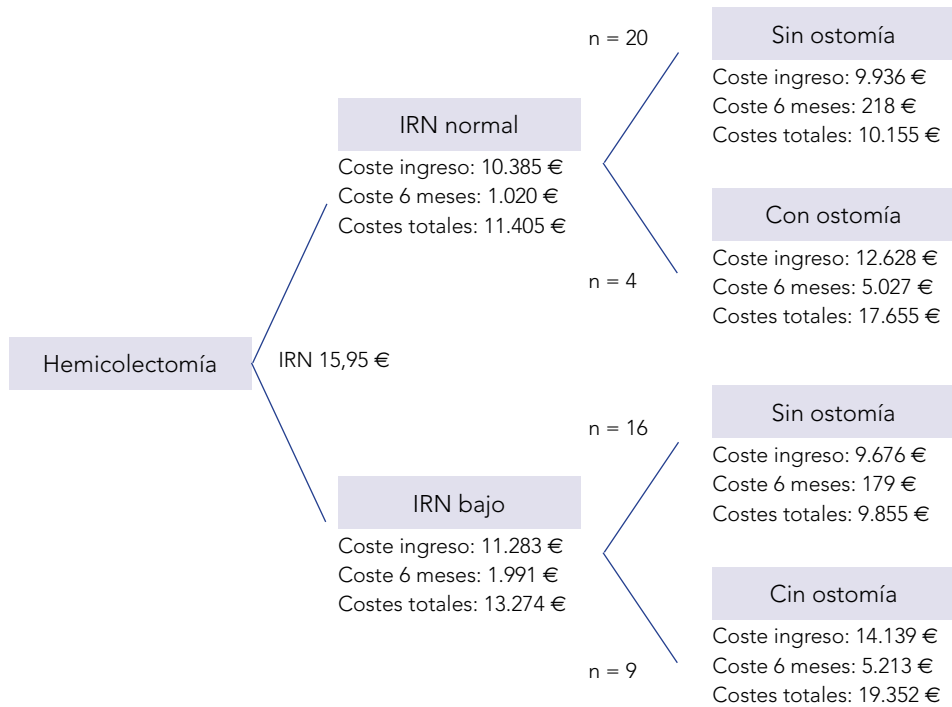 Hemicolectomía
IRN 15,95 €
IRN normal
Coste ingreso: 10.385 €
Coste 6 meses: 1.020 €
Costes totales: 11.405 €
n = 20
Sin ostomía
Coste ingreso: 9.936 €
Coste 6 meses: 218 €
Costes totales: 10.155 €
n = 4
Con ostomía
Coste ingreso: 12.628 €
Coste 6 meses: 5.027 €
Costes totales: 17.655 €
IRN bajo
Coste ingreso: 11.283 €
Coste 6 meses: 1.991 €
Costes totales: 13.274 €
n = 16
Sin ostomía
Coste ingreso: 9.676 €
Coste 6 meses: 179 €
Costes totales: 9.855 €
n = 9
Cin ostomía
Coste ingreso: 14.139 €
Coste 6 meses: 5.213 €
Costes totales: 19.352 €